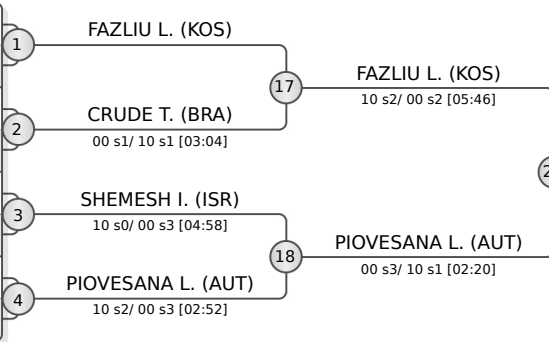 FAZLIU L. (KOS)
1
17
FAZLIU L. (KOS)
10 s2/ 00 s2 [05:46]
CRUDE T. (BRA)
2
00 s1/ 10 s1 [03:04]
SHEMESH I. (ISR)
3
10 s0/ 00 s3 [04:58]
18
PIOVESANA L. (AUT)
00 s3/ 10 s1 [02:20]
PIOVESANA L. (AUT)
4
10 s2/ 00 s3 [02:52]